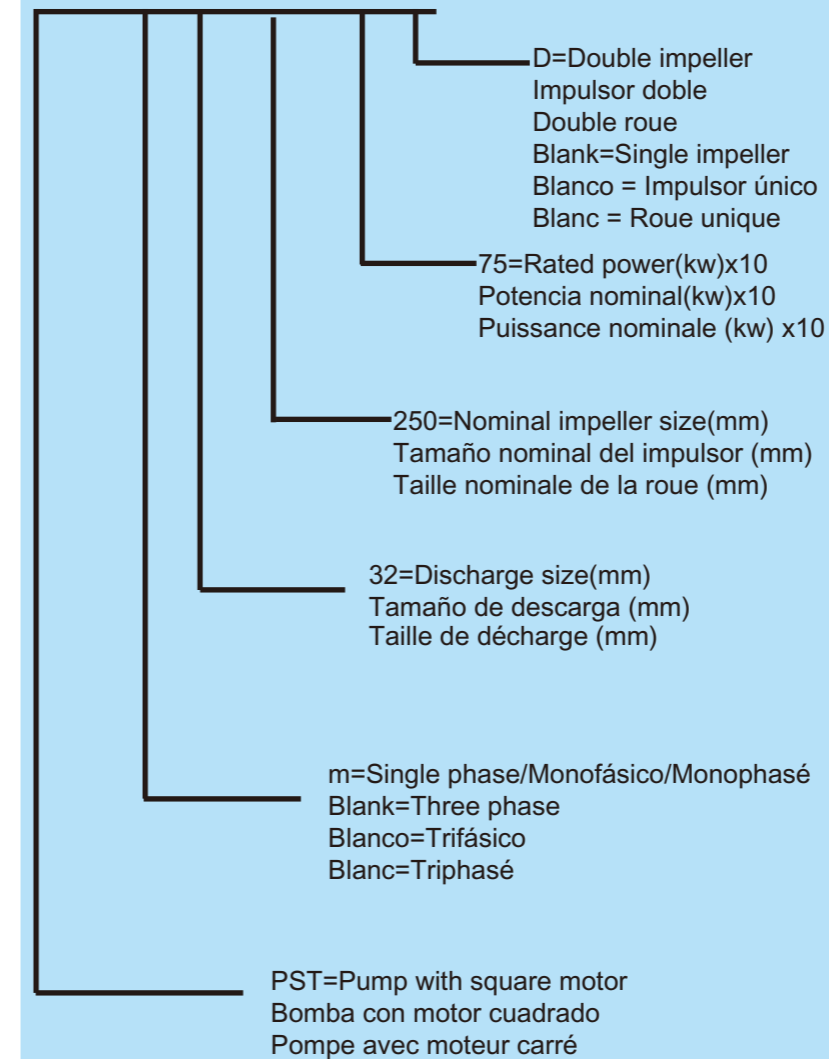 D=Double impeller
Impulsor doble
Double roue
Blank=Single impeller
Blanco = Impulsor único
Blanc = Roue unique
75=Rated power(kw)x10
Potencia nominal(kw)x10
Puissance nominale (kw) x10
250=Nominal impeller size(mm)
Tamaño nominal del impulsor (mm)
Taille nominale de la roue (mm)
32=Discharge size(mm)
Tamaño de descarga (mm)
Taille de décharge (mm)
m=Single phase/Monofásico/Monophasé
Blank=Three phase
Blanco=Trifásico
Blanc=Triphasé
PST=Pump with square motor
Bomba con motor cuadrado
Pompe avec moteur carré